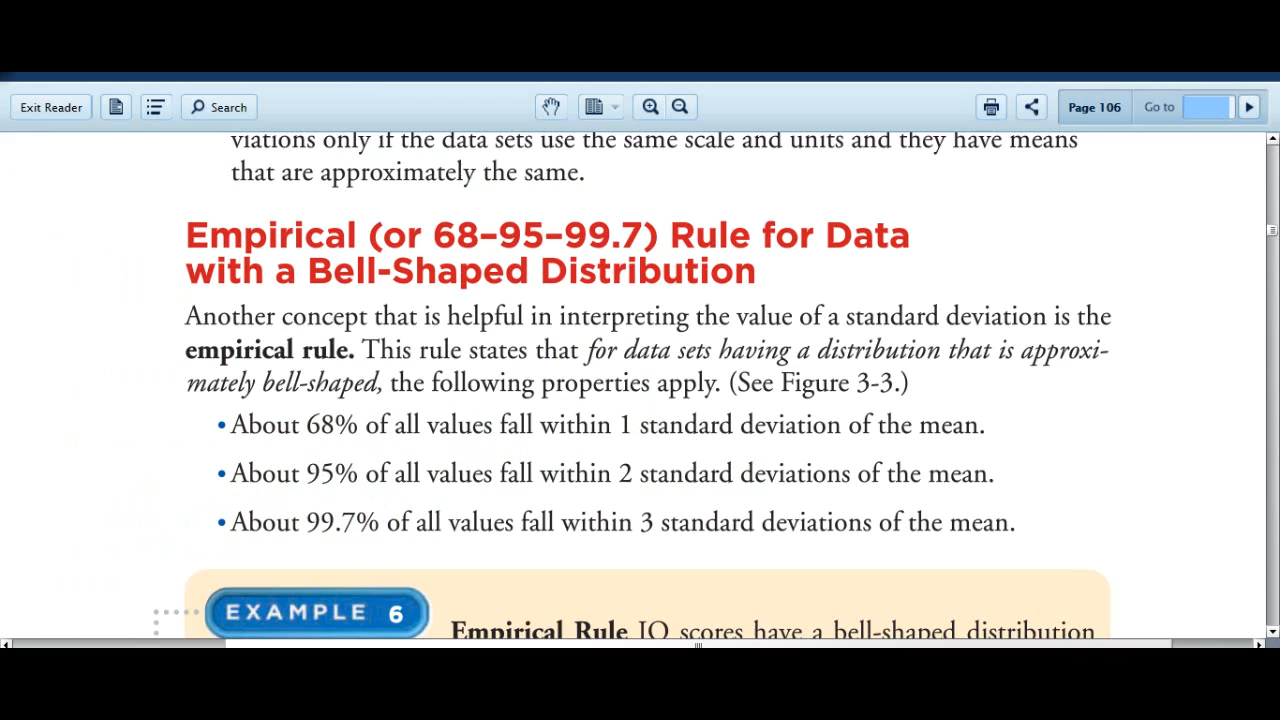 Exit Reader
Search
Page 106
Go to
viations only if the data sets use the same scale and units and they have means
that are approximately the same.
Empirical (or 68–95–99.7) Rule for Data
with a Bell-Shaped Distribution
Another concept that is helpful in interpreting the value of a standard deviation is the
empirical rule. This rule states that for data sets having a distribution that is approxi-
mately bell-shaped, the following properties apply. (See Figure 3-3.)
• About 68% of all values fall within 1 standard deviation of the mean.
• About 95% of all values fall within 2 standard deviations of the mean.
• About 99.7% of all values fall within 3 standard deviations of the mean.
EXAMPLE 6
Empirical Rule IQ scores have a bell-shaped distribution